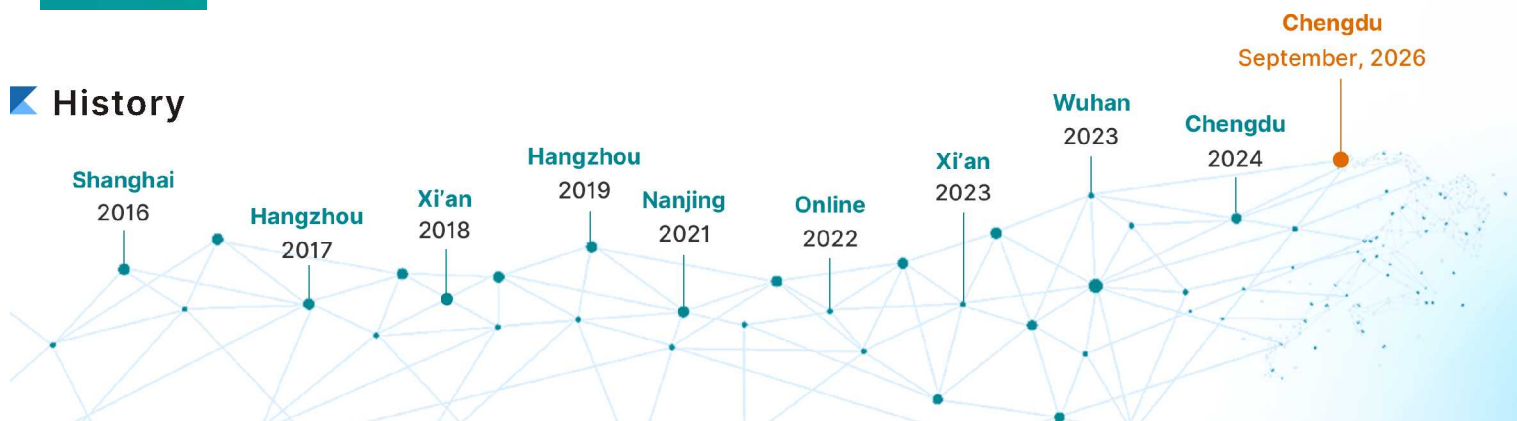 History
Shanghai
2016
Hangzhou
2017
Xi’an
2018
Hangzhou
2019
Nanjing
2021
Online
2022
Xi’an
2023
Wuhan
2023
Chengdu
2024
Chengdu
September, 2026